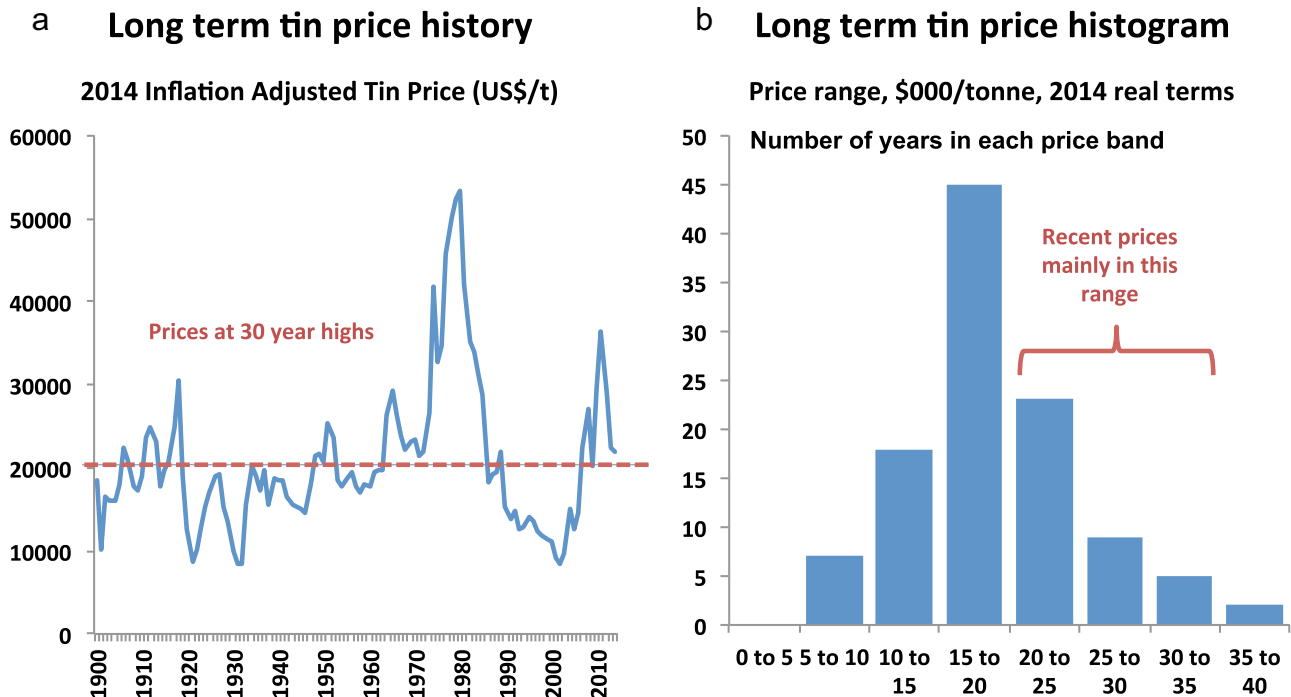 a
Long term tin price history
2014 Inflation Adjusted Tin Price (US$/t)
60000
50000
40000
30000
20000
10000
0
Prices at 30 year highs
1900
1910
1920
1930
1940
1950
1960
1970
1980
1990
2000
2010
b
Long term tin price histogram
Price range, $000/tonne, 2014 real terms
Number of years in each price band
50
45
40
35
30
25
20
15
10
5
0
Recent prices
mainly in this
range
0 to 5
5 to 10
10 to
15
15 to
20
20 to
25
25 to
30
30 to
35
35 to
40